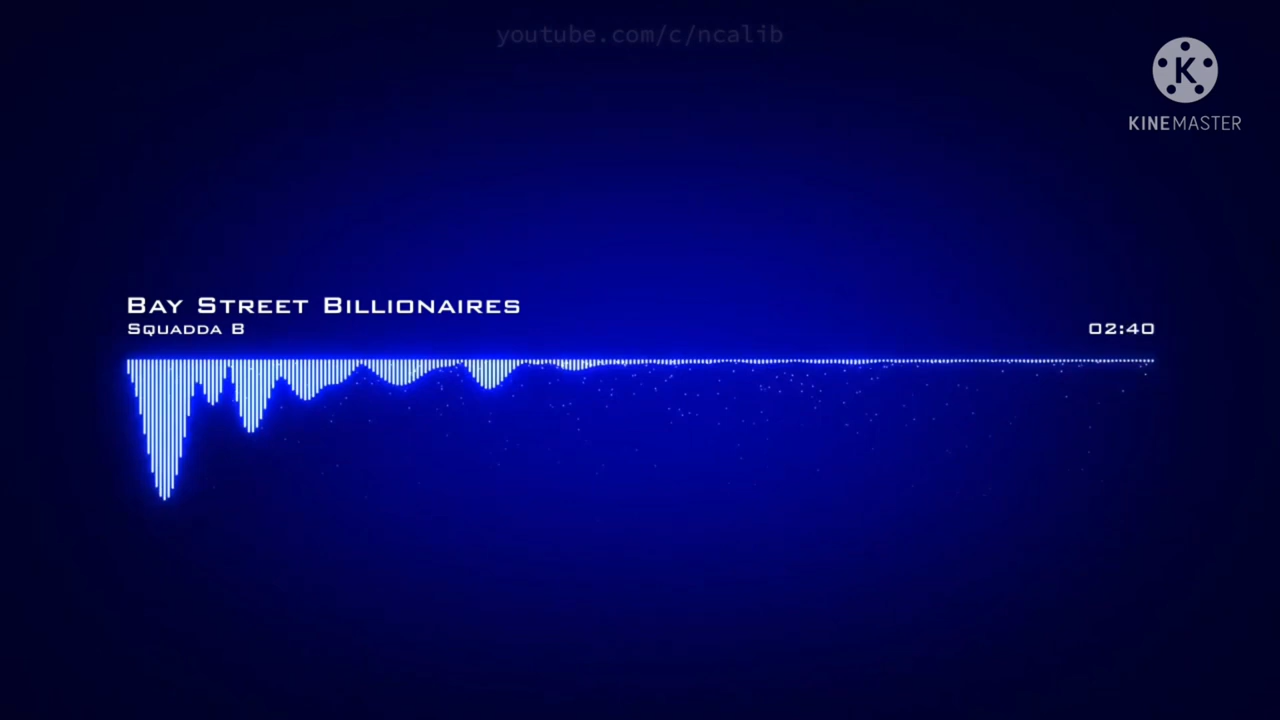 youtube.com/c/ncalib
K
KINEMASTER
Bay Street Billionaires
Squadda B
02:40